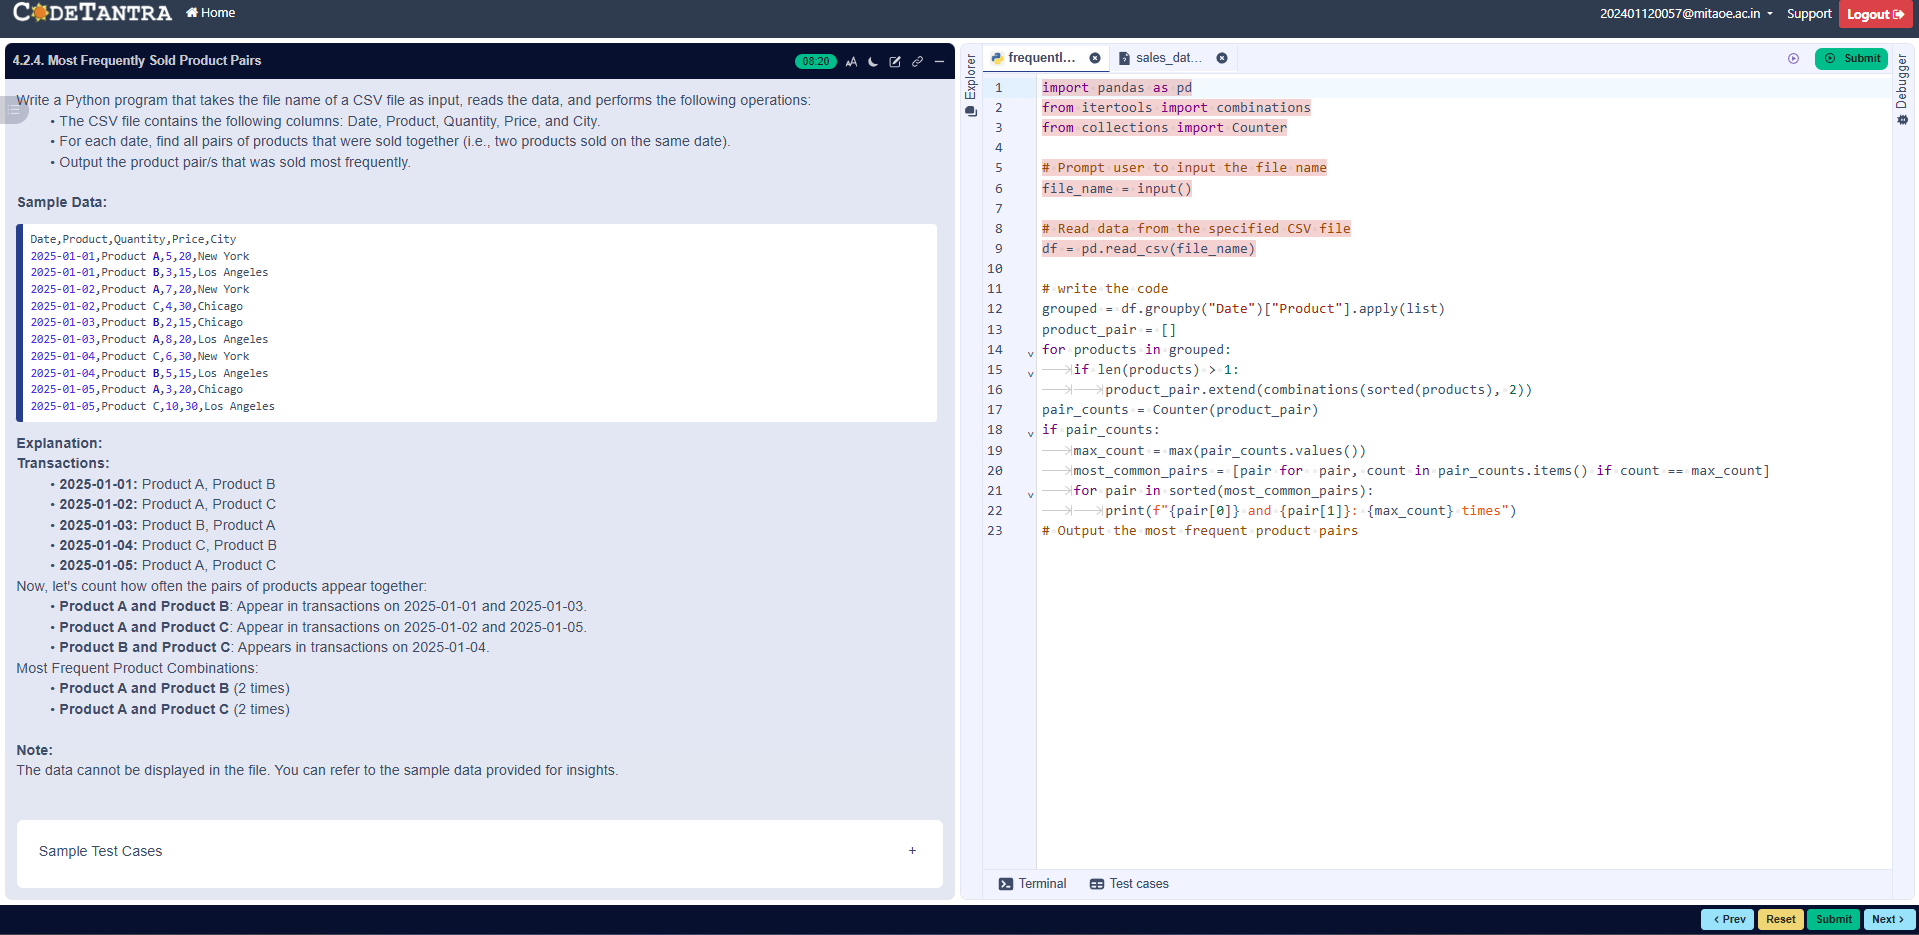 CODETANTRA
Home
202401120057@mitaoe.ac.in
Support
Logout
4.2.4. Most Frequently Sold Product Pairs
08:20
AA
Write a Python program that takes the file name of a CSV file as input, reads the data, and performs the following operations:
• The CSV file contains the following columns: Date, Product, Quantity, Price, and City.
• For each date, find all pairs of products that were sold together (i.e., two products sold on the same date).
• Output the product pair/s that was sold most frequently.
Sample Data:
Date,Product,Quantity,Price,City
2025-01-01,Product A,5,20,New York
2025-01-01,Product B,3,15,Los Angeles
2025-01-02,Product A,7,20,New York
2025-01-02,Product C,4,30,Chicago
2025-01-03,Product B,2,15,Chicago
2025-01-03,Product A,8,20,Los Angeles
2025-01-04,Product C,6,30,New York
2025-01-04,Product B,5,15,Los Angeles
2025-01-05,Product A,3,20,Chicago
2025-01-05,Product C,10,30,Los Angeles
Explanation:
Transactions:
• 2025-01-01: Product A, Product B
• 2025-01-02: Product A, Product C
• 2025-01-03: Product B, Product A
• 2025-01-04: Product C, Product B
• 2025-01-05: Product A, Product C
Now, let's count how often the pairs of products appear together:
• Product A and Product B: Appear in transactions on 2025-01-01 and 2025-01-03.
• Product A and Product C: Appear in transactions on 2025-01-02 and 2025-01-05.
• Product B and Product C: Appears in transactions on 2025-01-04.
Most Frequent Product Combinations:
• Product A and Product B (2 times)
• Product A and Product C (2 times)
Note:
The data cannot be displayed in the file. You can refer to the sample data provided for insights.
Sample Test Cases
+
Explorer
frequentl...
sales_dat...
Submit
Debugger
1 import pandas as pd
2 from itertools import combinations
3 from collections import Counter
4
5 # Prompt user to input the file name
6 file_name = input()
7
8 # Read data from the specified CSV file
9 df = pd.read_csv(file_name)
10
11 # write the code
12 grouped = df.groupby("Date")["Product"].apply(list)
13 product_pair = []
14 for products in grouped:
15 if len(products) > 1:
16 product_pair.extend(combinations(sorted(products), 2))
17 pair_counts = Counter(product_pair)
18 if pair_counts:
19 max_count = max(pair_counts.values())
20 most_common_pairs = [pair for  pair, count in pair_counts.items() if count == max_count]
21 for pair in sorted(most_common_pairs):
22 print(f"{pair[0]} and {pair[1]}: {max_count} times")
23 # Output the most frequent product pairs
Terminal
Test cases
< Prev
Reset
Submit
Next >